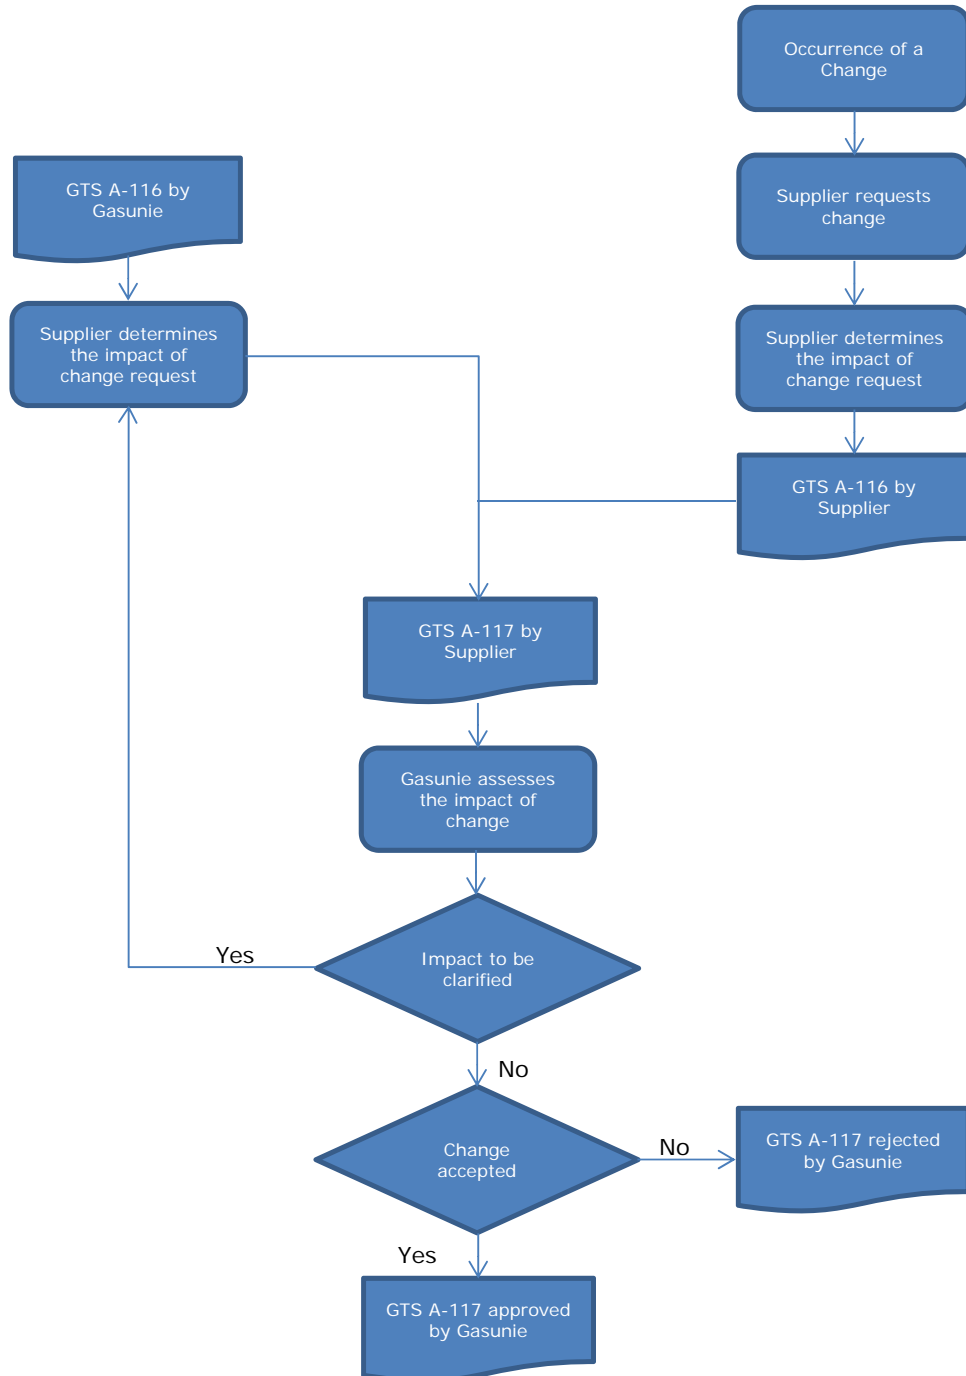 Occurrence of a
Change
GTS A-116 by
Gasunie
Supplier requests
change
Supplier determines
the impact of
change request
Supplier determines
the impact of
change request
GTS A-116 by
Supplier
GTS A-117 by
Supplier
Gasunie assesses
the impact of
change
Yes
Impact to be
clarified
No
Change
accepted
No
GTS A-117 rejected
by Gasunie
Yes
GTS A-117 approved
by Gasunie